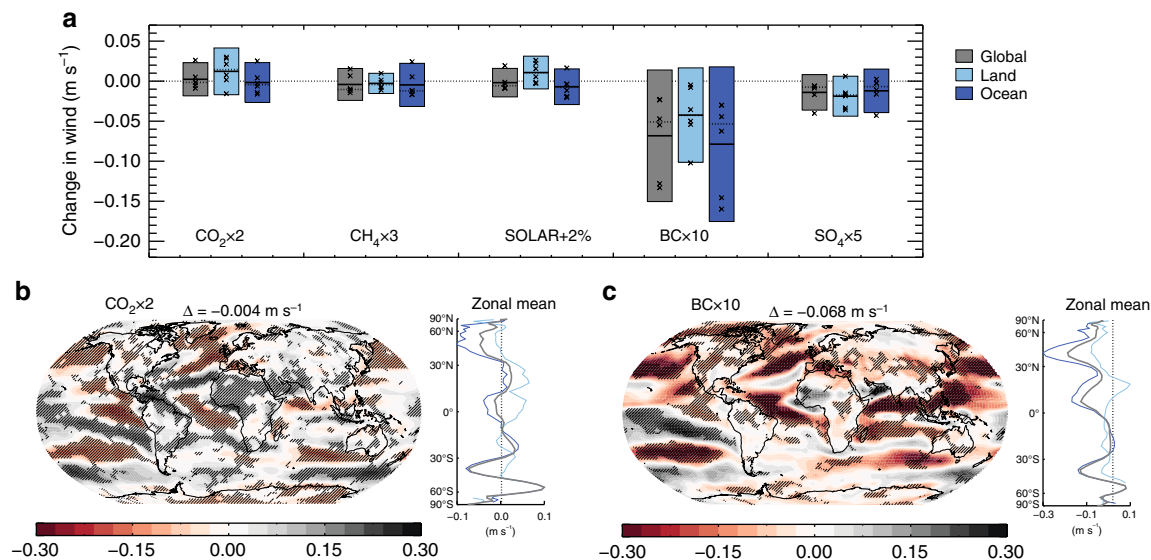 a
Change in wind (m s⁻¹)
0.05
0.00
−0.05
−0.10
−0.15
−0.20
CO₂×2
CH₄×3
SOLAR+2%
BC×10
SO₄×5
Global
Land
Ocean
b
CO₂×2
Δ = −0.004 m s⁻¹
Zonal mean
90°N
60°N
30°N
0°
30°S
60°S
90°S
−0.1 0.0 0.1
(m s⁻¹)
−0.30 −0.15 0.00 0.15 0.30
c
BC×10
Δ = −0.068 m s⁻¹
Zonal mean
90°N
60°N
30°N
0°
30°S
60°S
90°S
−0.3 −0.2 −0.1 0.0 0.1
(m s⁻¹)
−0.30 −0.15 0.00 0.15 0.30